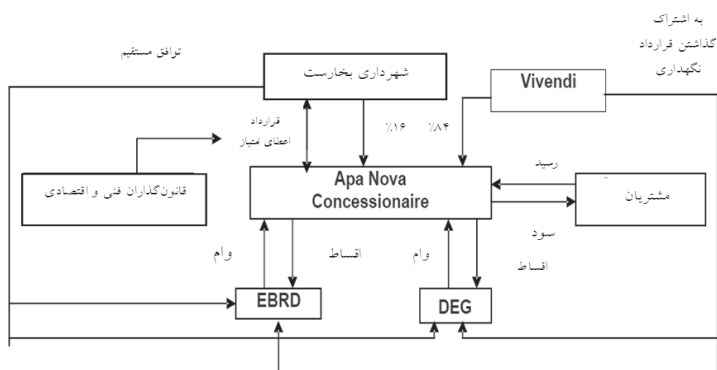 به اشتراک
گذاشتن قرارداد
نگهداری
توافق مستقیم
شهرداری بخارست
Vivendi
قرارداد
اعطای امتیاز
٪۱۶
٪۸۴
قانون‌گذاران فنی و اقتصادی
Apa Nova
Concessionaire
رسید
مشتریان
سود
وام
اقساط
وام
اقساط
EBRD
DEG